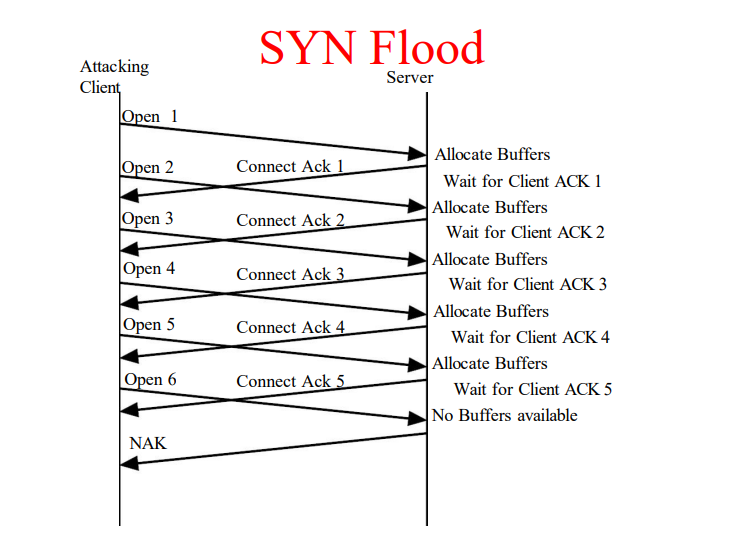 SYN Flood
Attacking
Client
Server
Open 1
Allocate Buffers
Open 2
Connect Ack 1
Wait for Client ACK 1
Allocate Buffers
Open 3
Connect Ack 2
Wait for Client ACK 2
Allocate Buffers
Open 4
Connect Ack 3
Wait for Client ACK 3
Allocate Buffers
Open 5
Connect Ack 4
Wait for Client ACK 4
Allocate Buffers
Open 6
Connect Ack 5
Wait for Client ACK 5
No Buffers available
NAK